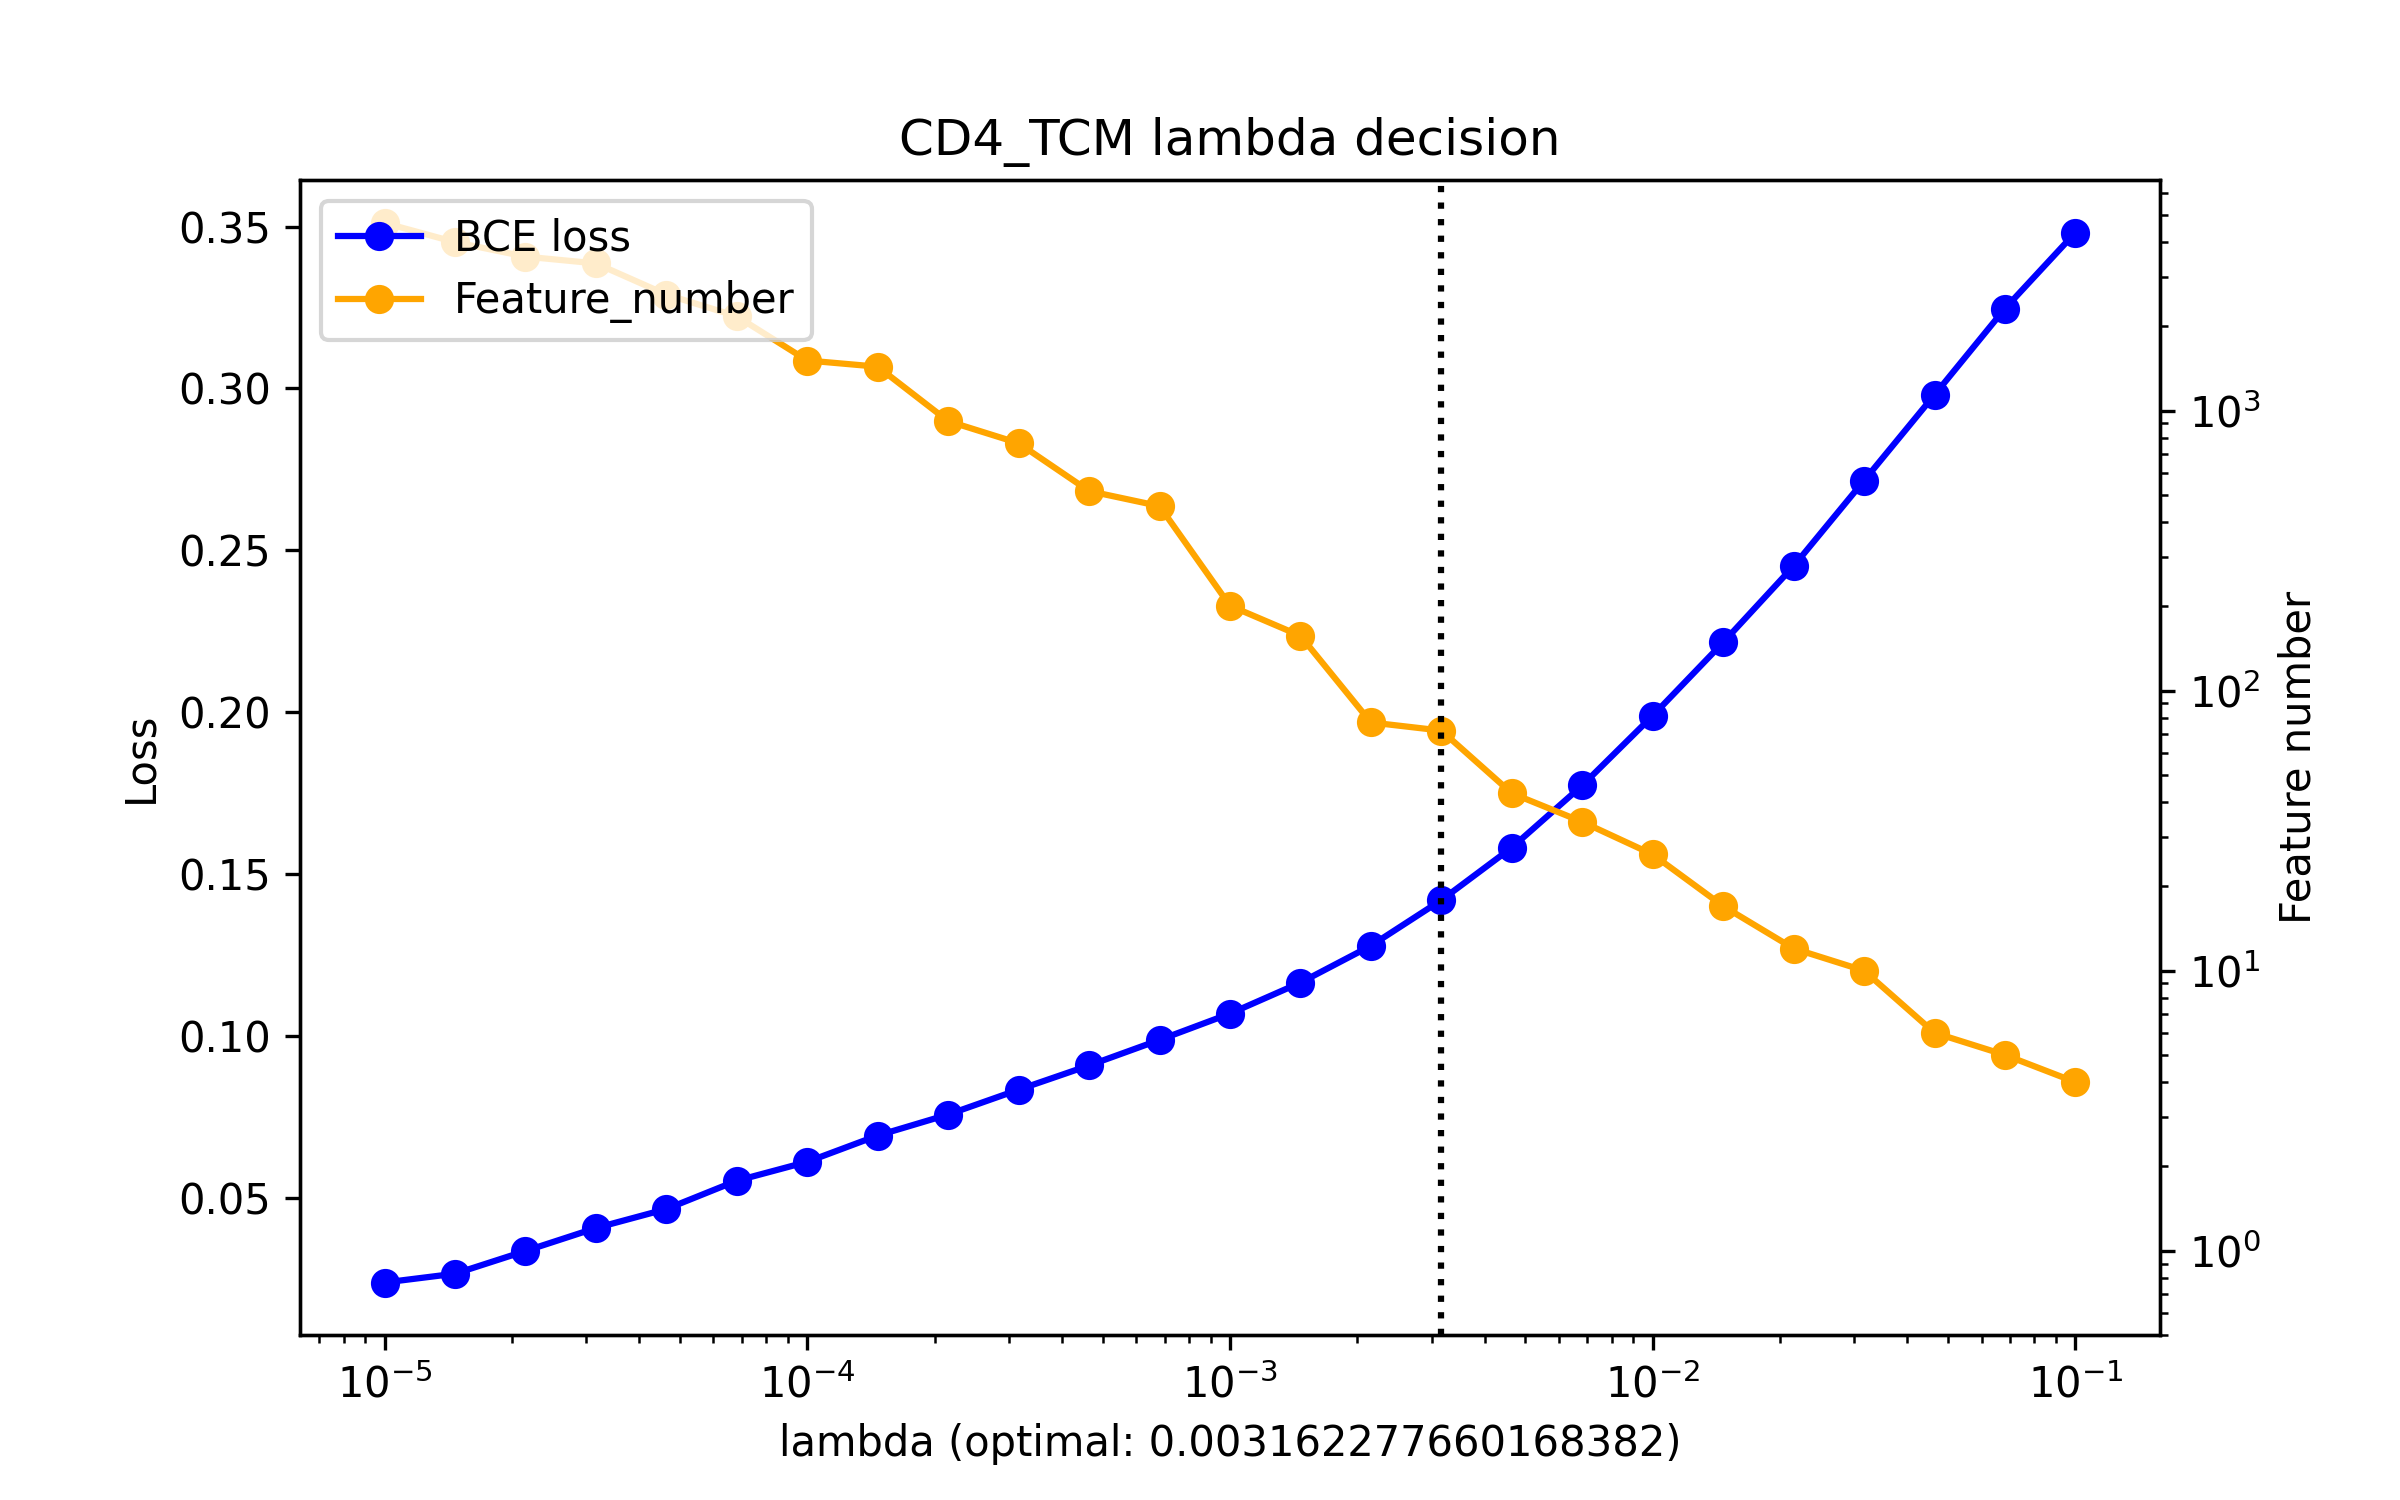 CD4_TCM lambda decision
BCE loss
Feature_number
Loss
0.35
0.30
0.25
0.20
0.15
0.10
0.05
10⁻⁵
10⁻⁴
10⁻³
10⁻²
10⁻¹
lambda (optimal: 0.0031622776601683⁠82)
10³
10²
10¹
10⁰
Feature number